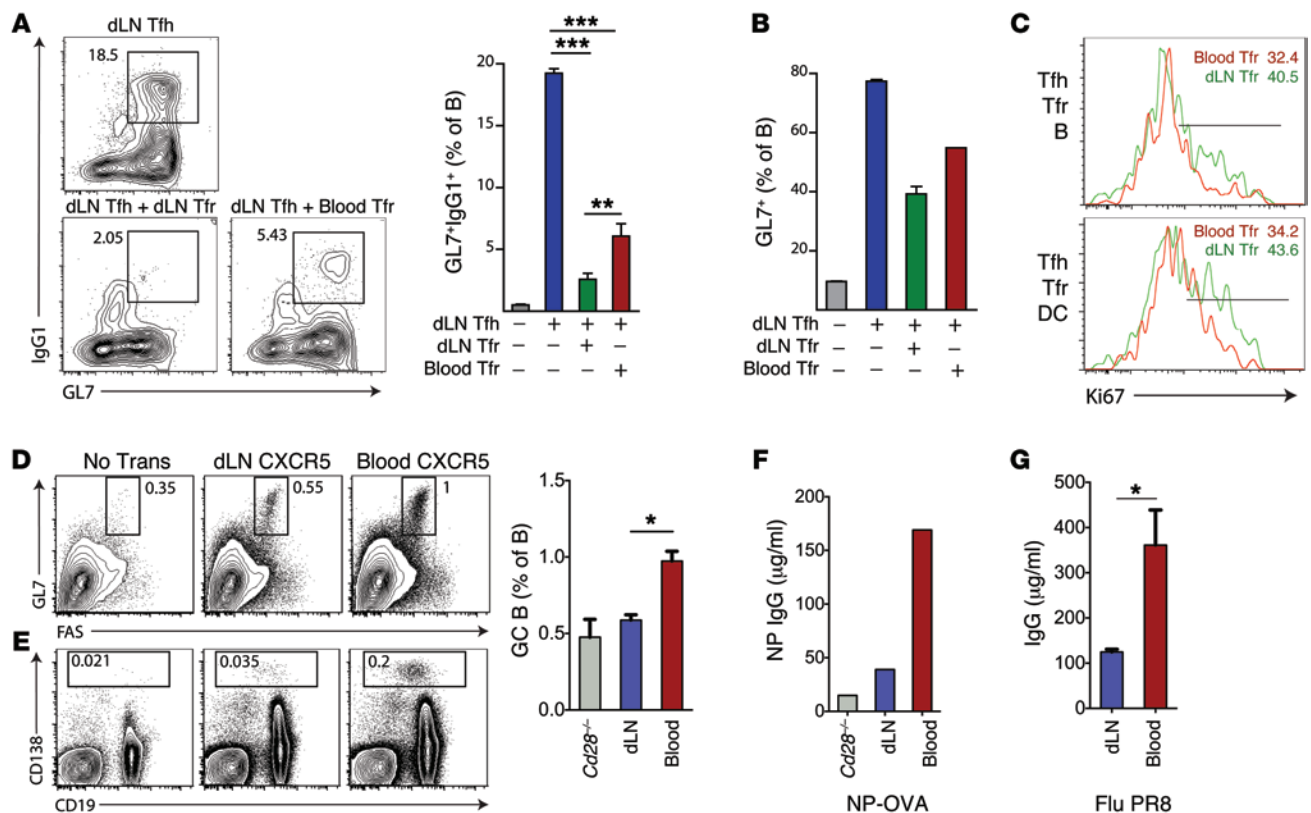 A
dLN Tfh
18.5
dLN Tfh + dLN Tfr
2.05
dLN Tfh + Blood Tfr
5.43
IgG1
GL7
***
***
**
GL7+IgG1+ (% of B)
20
15
10
5
dLN Tfh – + + +
dLN Tfr – – + –
Blood Tfr – – – +
B
GL7+ (% of B)
80
60
40
20
dLN Tfh – + + +
dLN Tfr – – + –
Blood Tfr – – – +
C
Tfh
Tfr
B
Blood Tfr 32.4
dLN Tfr 40.5
Tfh
Tfr
DC
Blood Tfr 34.2
dLN Tfr 43.6
Ki67
D
No Trans
dLN CXCR5
Blood CXCR5
0.35
0.55
1
GL7
FAS
E
0.021
0.035
0.2
CD138
CD19
GC B (% of B)
1.5
1.0
0.5
0.0
*
Cd28–/–
dLN
Blood
F
NP IgG (μg/ml)
200
150
100
50
0
Cd28–/–
dLN
Blood
NP-OVA
G
IgG (μg/ml)
500
400
300
200
100
0
*
dLN
Blood
Flu PR8